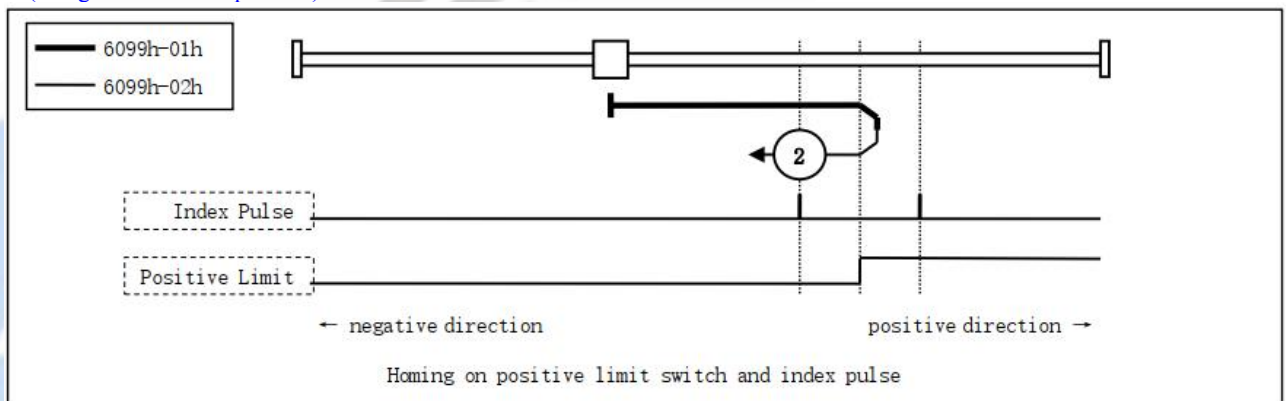 6099h-01h
6099h-02h
2
Index Pulse
Positive Limit
← negative direction
positive direction →
Homing on positive limit switch and index pulse